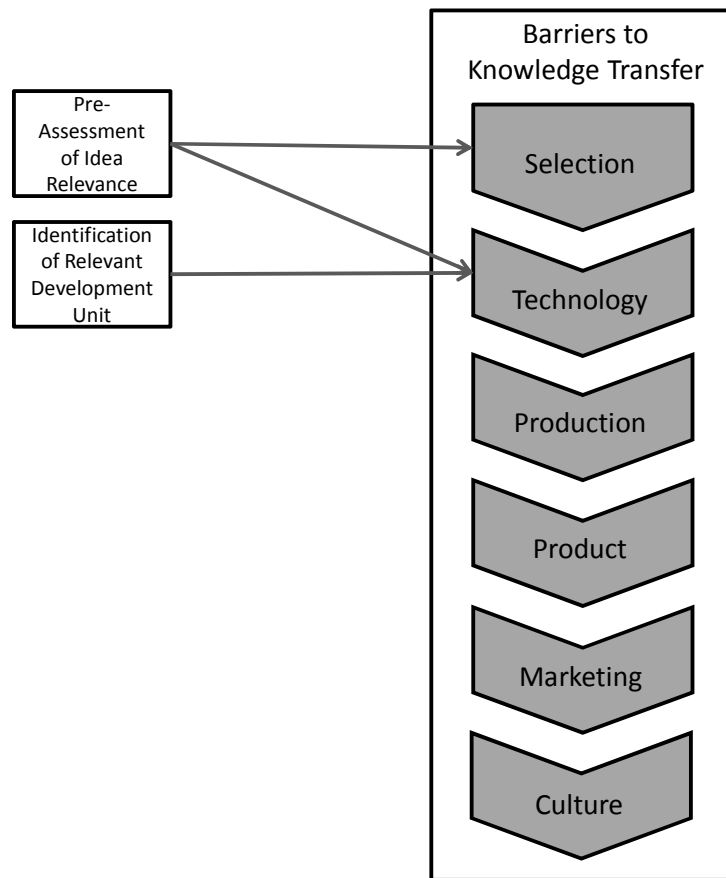 Barriers to
Knowledge Transfer
Pre-
Assessment
of Idea
Relevance
Identification
of Relevant
Development
Unit
Selection
Technology
Production
Product
Marketing
Culture